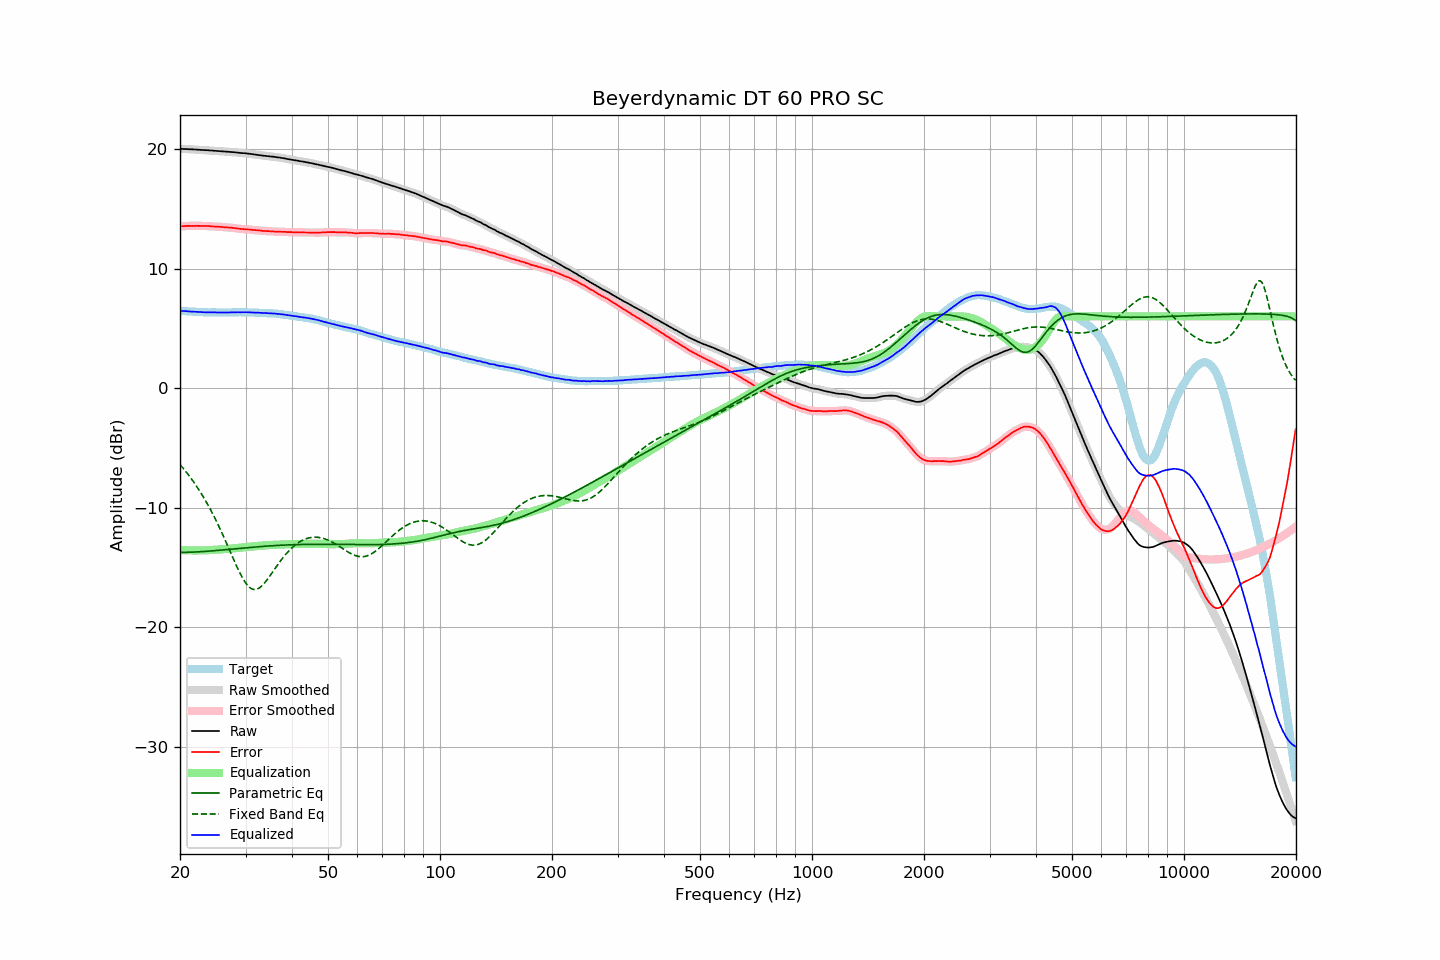 Beyerdynamic DT 60 PRO SC
Amplitude (dBr)
20
10
0
−10
−20
−30
Target
Raw Smoothed
Error Smoothed
Raw
Error
Equalization
Parametric Eq
Fixed Band Eq
Equalized
20 50 100 200 500 1000 2000 5000 10000 20000
Frequency (Hz)